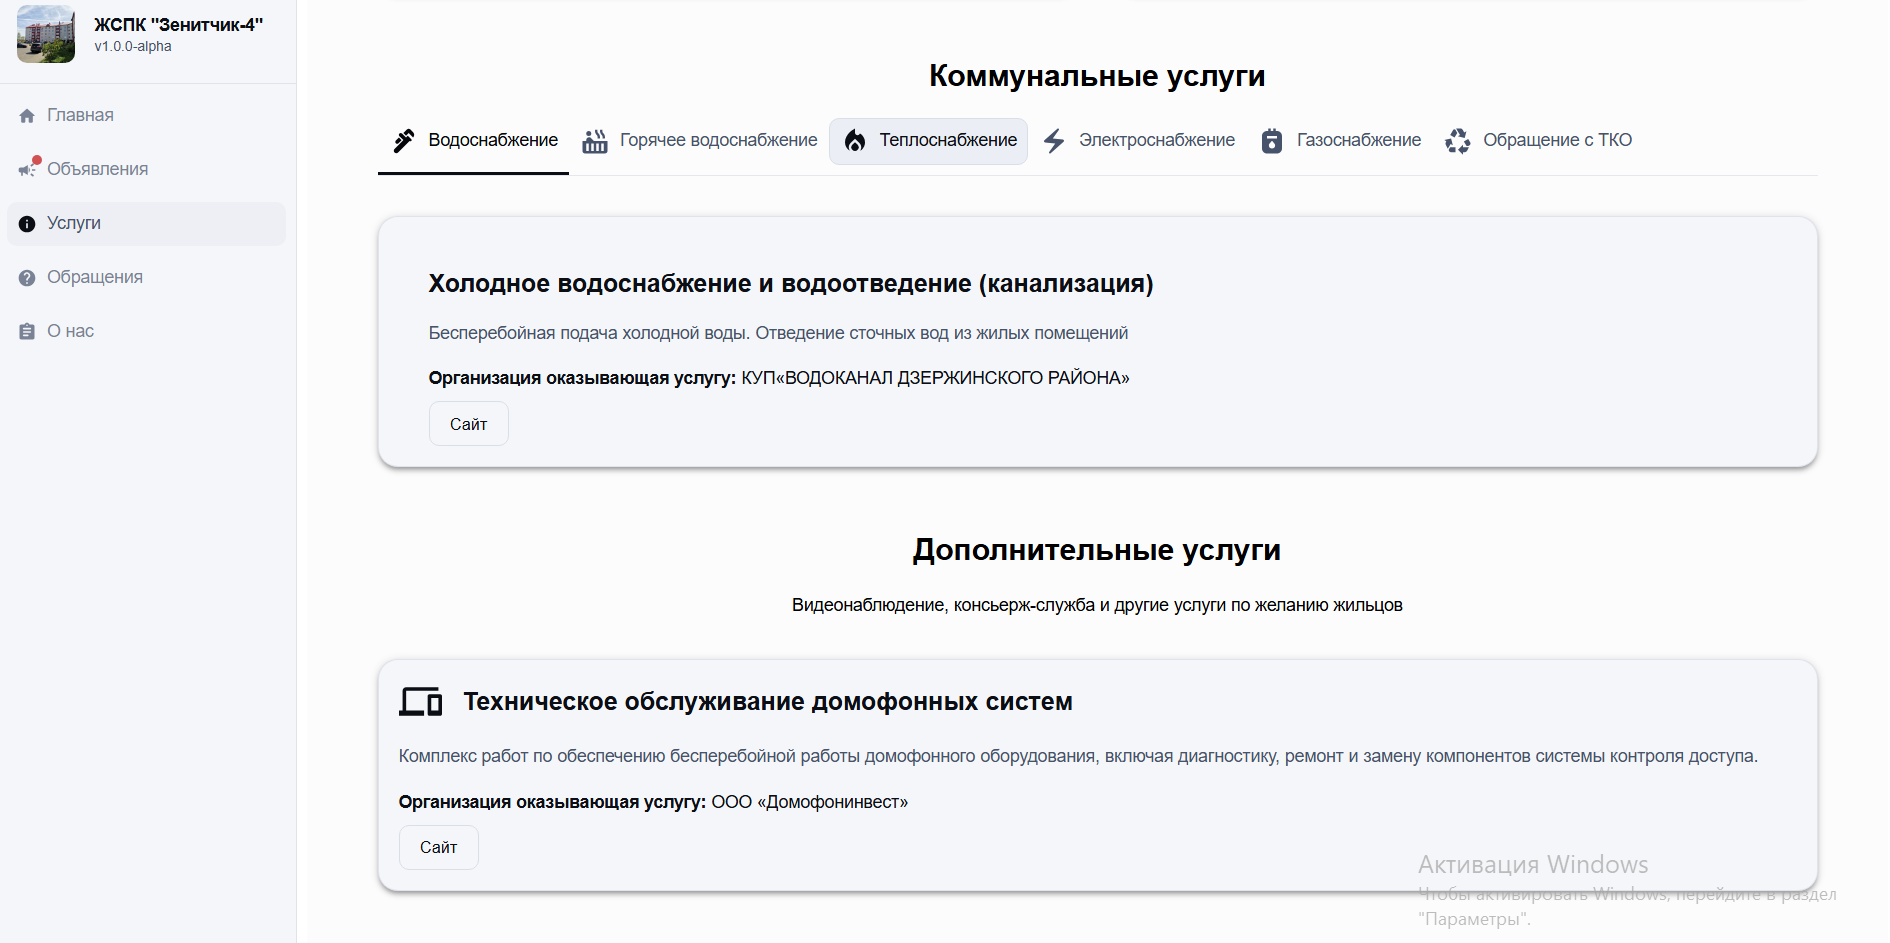 ЖСПК "Зенитчик-4"
v1.0.0-alpha
Главная
Объявления
Услуги
Обращения
О нас
Коммунальные услуги
Водоснабжение
Горячее водоснабжение
Теплоснабжение
Электроснабжение
Газоснабжение
Обращение с ТКО
Холодное водоснабжение и водоотведение (канализация)
Бесперебойная подача холодной воды. Отведение сточных вод из жилых помещений
Организация оказывающая услугу: КУП«ВОДОКАНАЛ ДЗЕРЖИНСКОГО РАЙОНА»
Сайт
Дополнительные услуги
Видеонаблюдение, консьерж-служба и другие услуги по желанию жильцов
Техническое обслуживание домофонных систем
Комплекс работ по обеспечению бесперебойной работы домофонного оборудования, включая диагностику, ремонт и замену компонентов системы контроля доступа.
Организация оказывающая услугу: ООО «Домофонинвест»
Сайт
Активация Windows
Чтобы активировать Windows, перейдите в раздел
"Параметры".